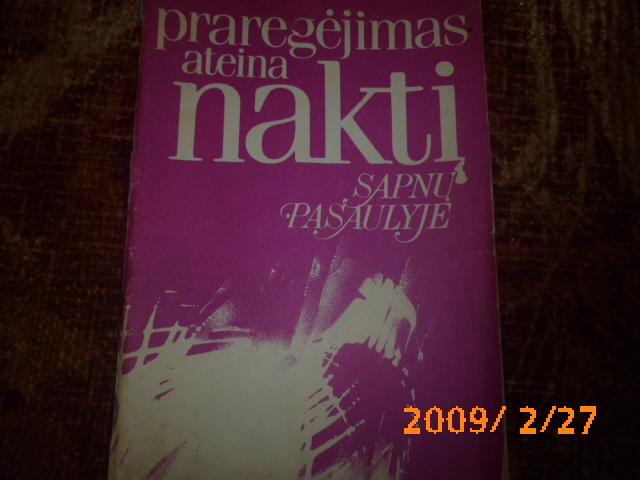 praregėjimas
ateina
naktį,
SAPNŲ
PASAULYJE
2009/ 2/27